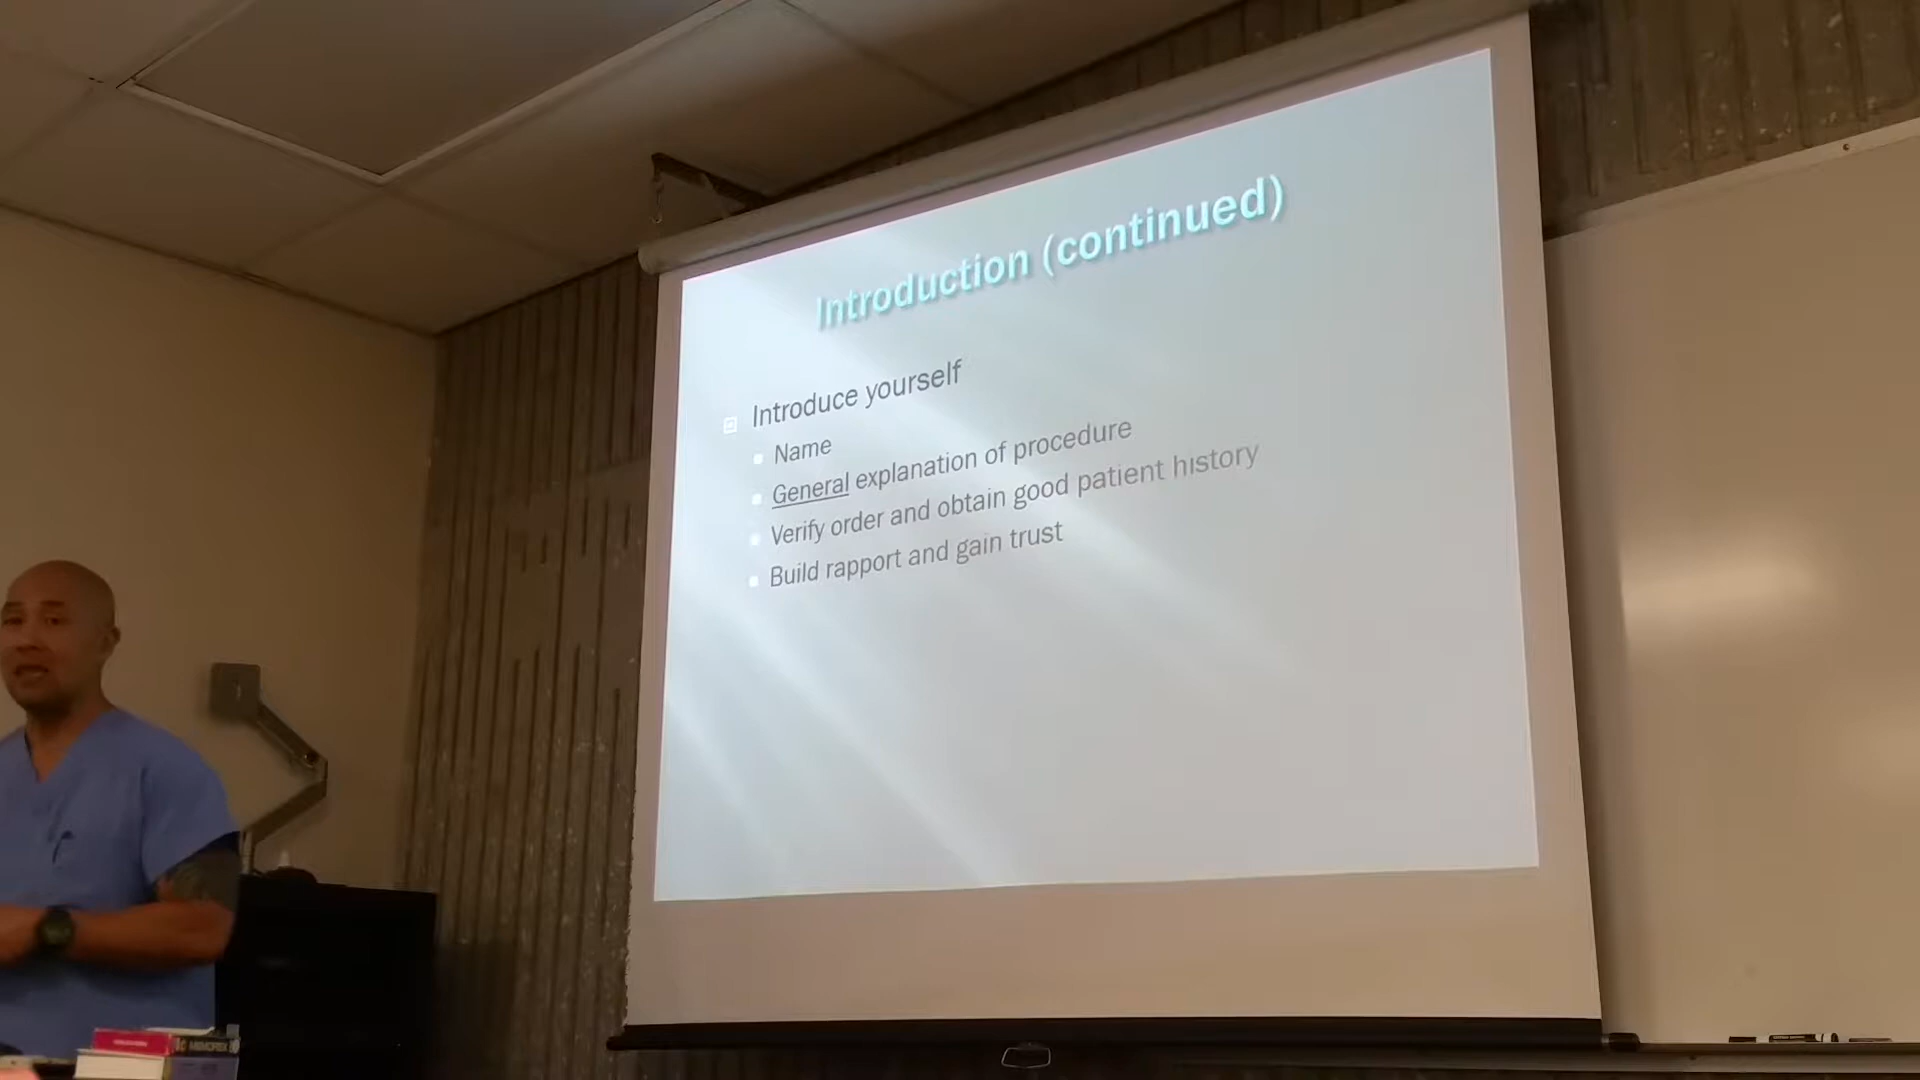 Introduction (continued)
Introduce yourself
Name
General explanation of procedure
Verify order and obtain good patient history
Build rapport and gain trust
MEMOREX